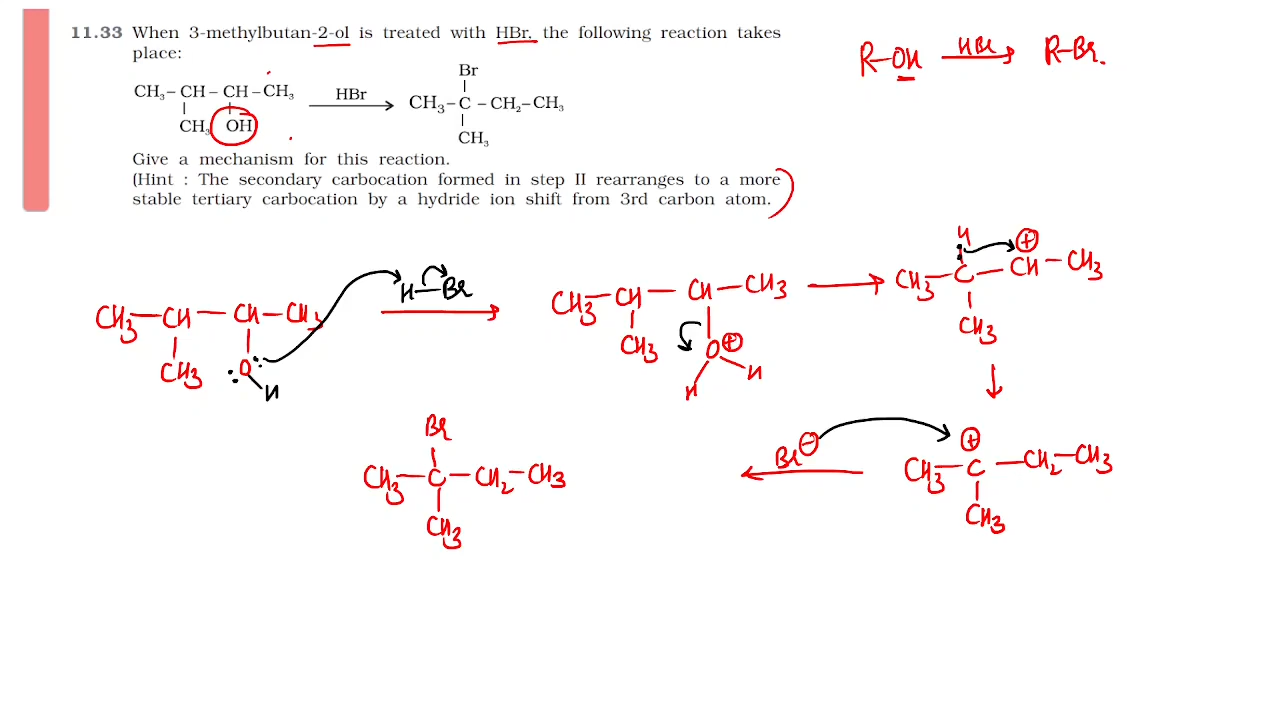 11.33 When 3-methylbutan-2-ol is treated with HBr, the following reaction takes
place:
R-OH HBr R-Br.
Br
CH₃– CH – CH – CH₃ HBr CH₃–C – CH₂–CH₃
CH₃ OH CH₃
Give a mechanism for this reaction.
(Hint : The secondary carbocation formed in step II rearranges to a more
stable tertiary carbocation by a hydride ion shift from 3rd carbon atom.
H ⊕
CH₃–C–CH–CH₃
CH₃
CH₃–CH–CH–CH₃ H–Br CH₃–CH–CH–CH₃
CH₃ :O: H CH₃ O⊕
H H
Br
CH₃–C–CH₂–CH₃
CH₃
Br⊖ ⊕
CH₃–C–CH₂–CH₃
CH₃